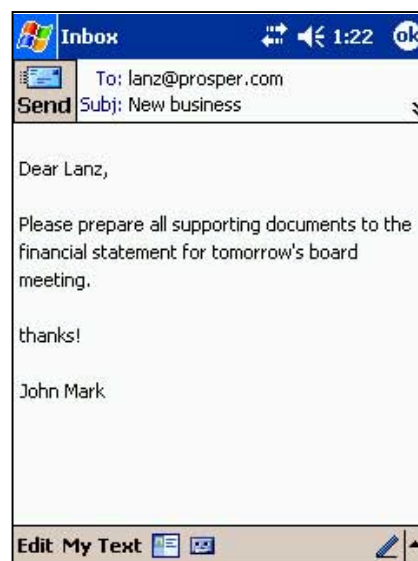 Inbox 1:22 ok
To: lanz@prosper.com
Send Subj: New business
Dear Lanz,
Please prepare all supporting documents to the
financial statement for tomorrow's board
meeting.
thanks!
John Mark
Edit My Text